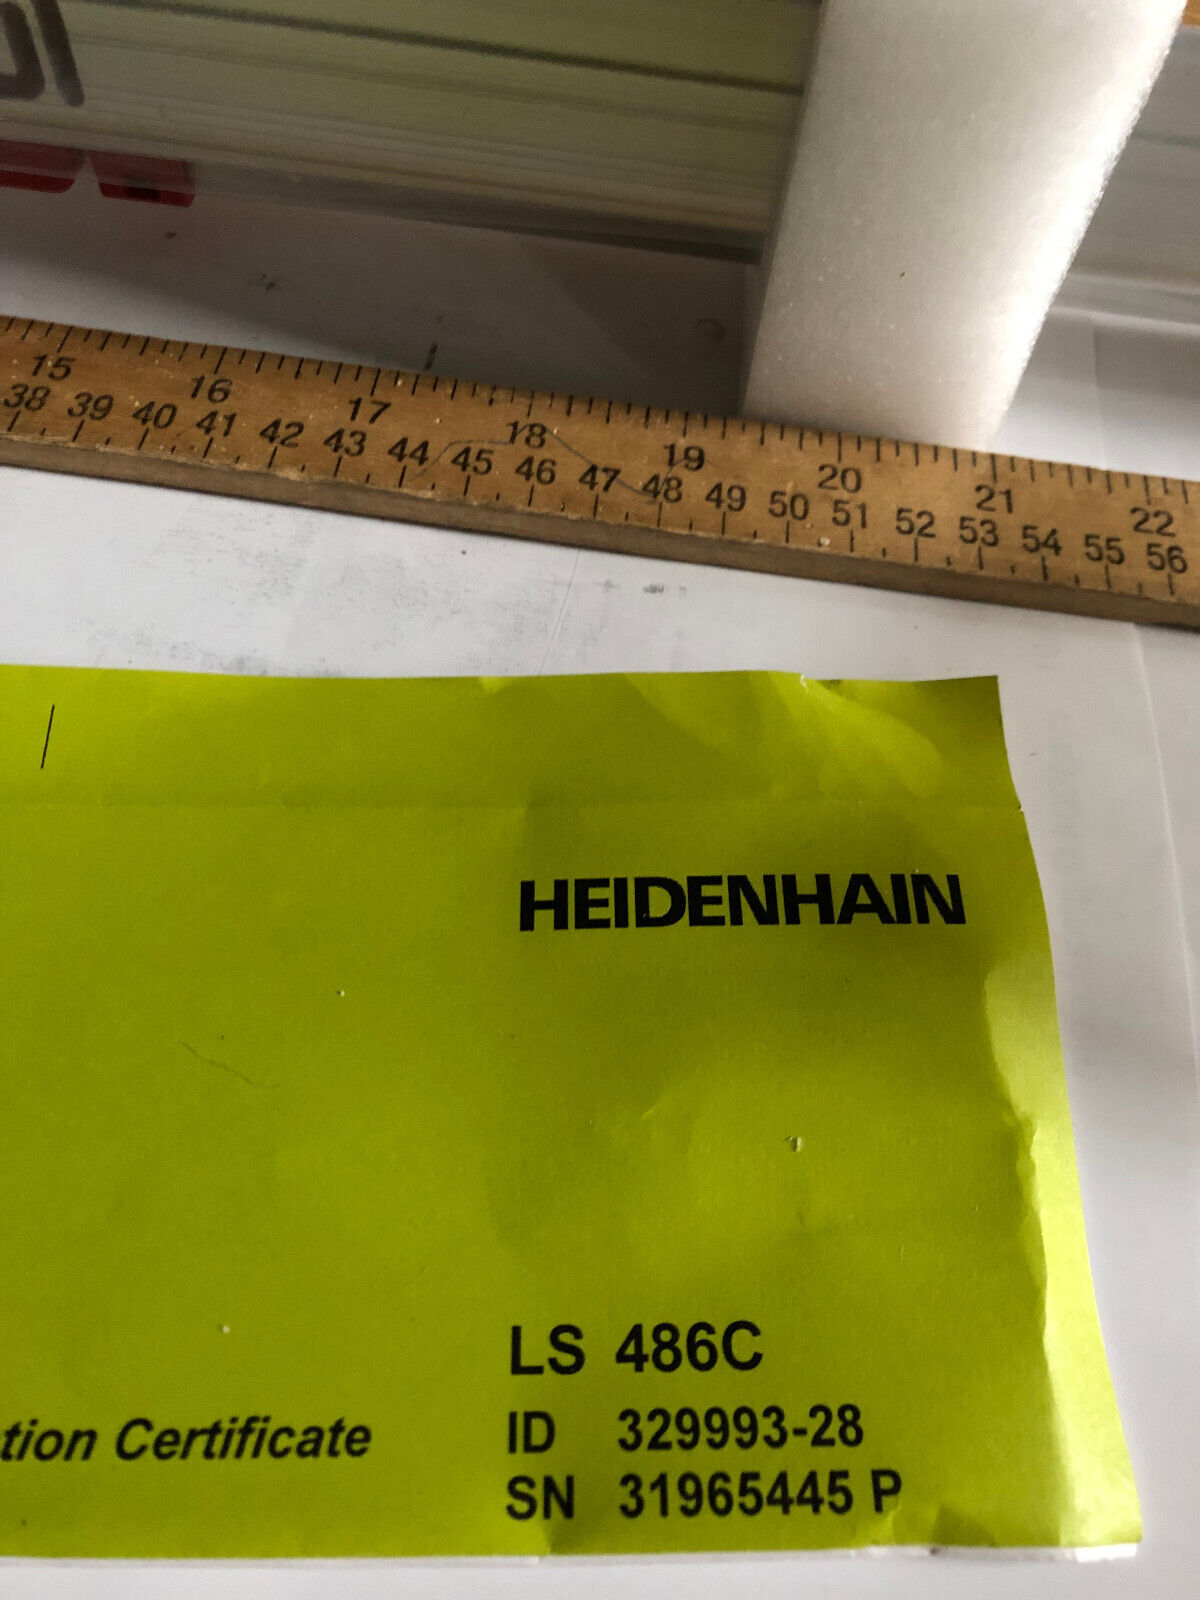 15 16 17 18 19 20 21 22
38 39 40 41 42 43 44 45 46 47 48 49 50 51 52 53 54 55 56
HEIDENHAIN
LS 486C
ID 329993-28
tion Certificate
SN 31965445 P